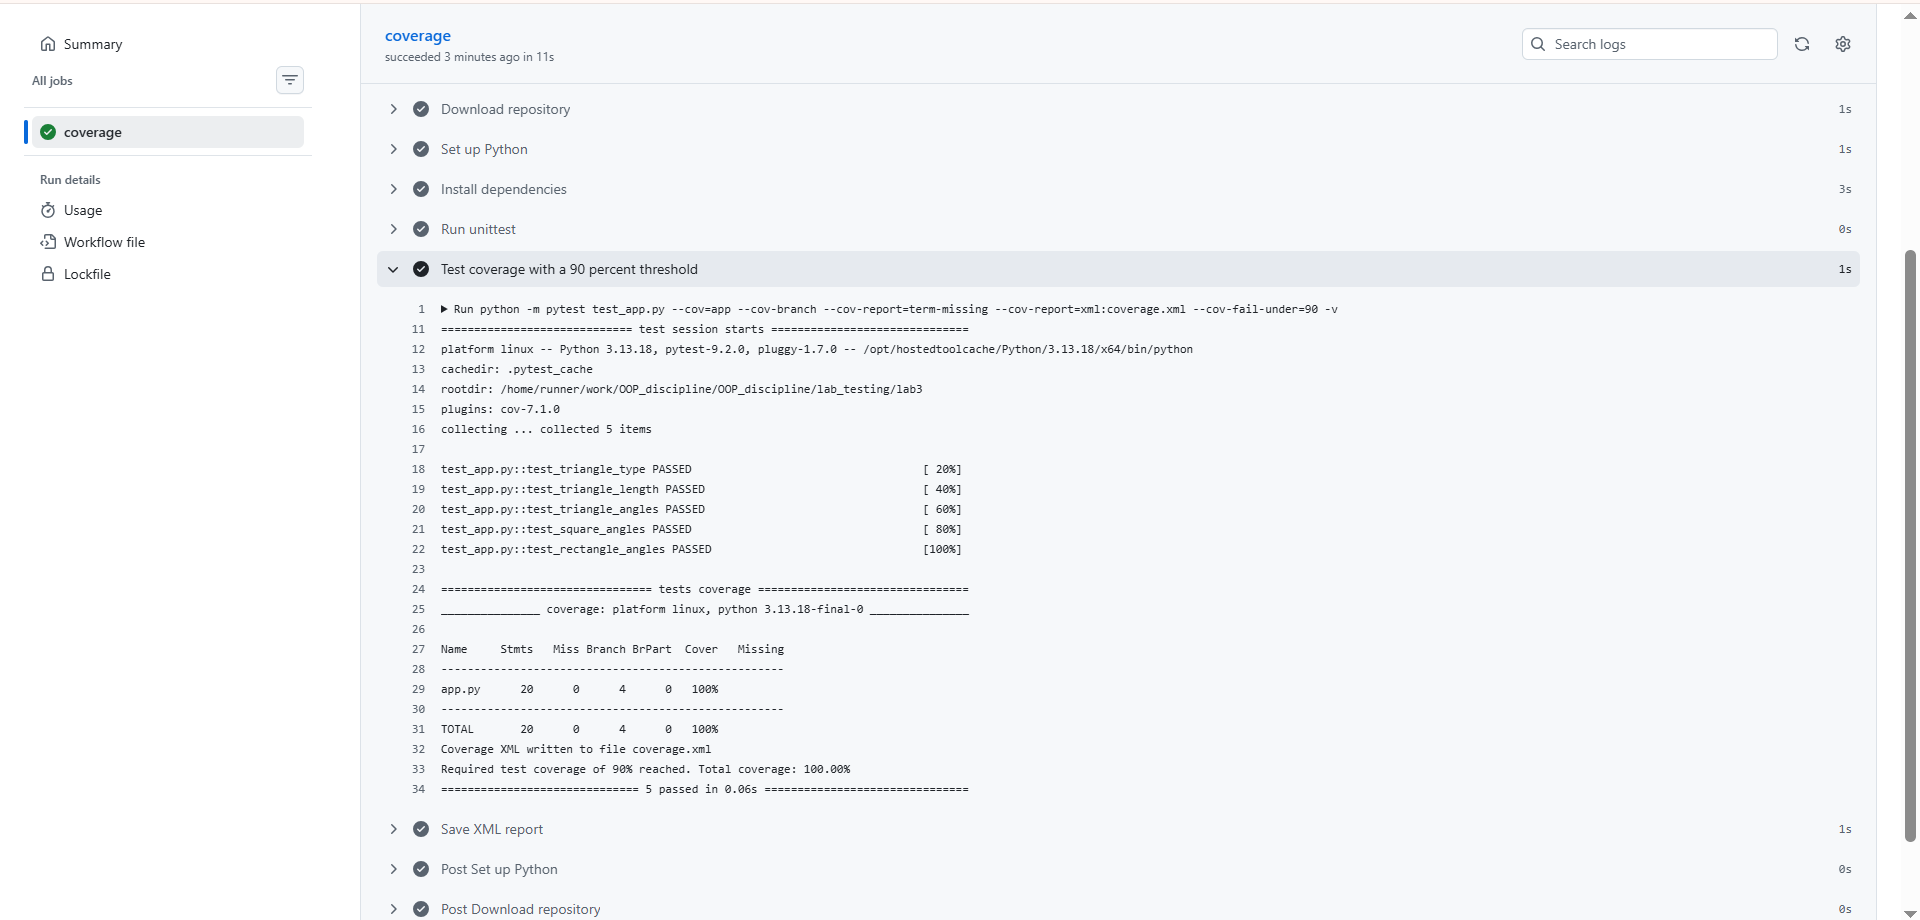 Summary
All jobs
coverage
Run details
Usage
Workflow file
Lockfile
coverage
succeeded 3 minutes ago in 11s
Search logs
Download repository 1s
Set up Python 1s
Install dependencies 3s
Run unittest 0s
Test coverage with a 90 percent threshold 1s
1 Run python -m pytest test_app.py --cov=app --cov-branch --cov-report=term-missing --cov-report=xml:coverage.xml --cov-fail-under=90 -v
11 ============================= test session starts ==============================
12 platform linux -- Python 3.13.18, pytest-9.2.0, pluggy-1.7.0 -- /opt/hostedtoolcache/Python/3.13.18/x64/bin/python
13 cachedir: .pytest_cache
14 rootdir: /home/runner/work/OOP_discipline/OOP_discipline/lab_testing/lab3
15 plugins: cov-7.1.0
16 collecting ... collected 5 items
17
18 test_app.py::test_triangle_type PASSED [ 20%]
19 test_app.py::test_triangle_length PASSED [ 40%]
20 test_app.py::test_triangle_angles PASSED [ 60%]
21 test_app.py::test_square_angles PASSED [ 80%]
22 test_app.py::test_rectangle_angles PASSED [100%]
23
24 ================================ tests coverage ================================
25 _______________ coverage: platform linux, python 3.13.18-final-0 _______________
26
27 Name Stmts Miss Branch BrPart Cover Missing
28 ----------------------------------------------------
29 app.py 20 0 4 0 100%
30 ----------------------------------------------------
31 TOTAL 20 0 4 0 100%
32 Coverage XML written to file coverage.xml
33 Required test coverage of 90% reached. Total coverage: 100.00%
34 ============================== 5 passed in 0.06s ===============================
Save XML report 1s
Post Set up Python 0s
Post Download repository 0s